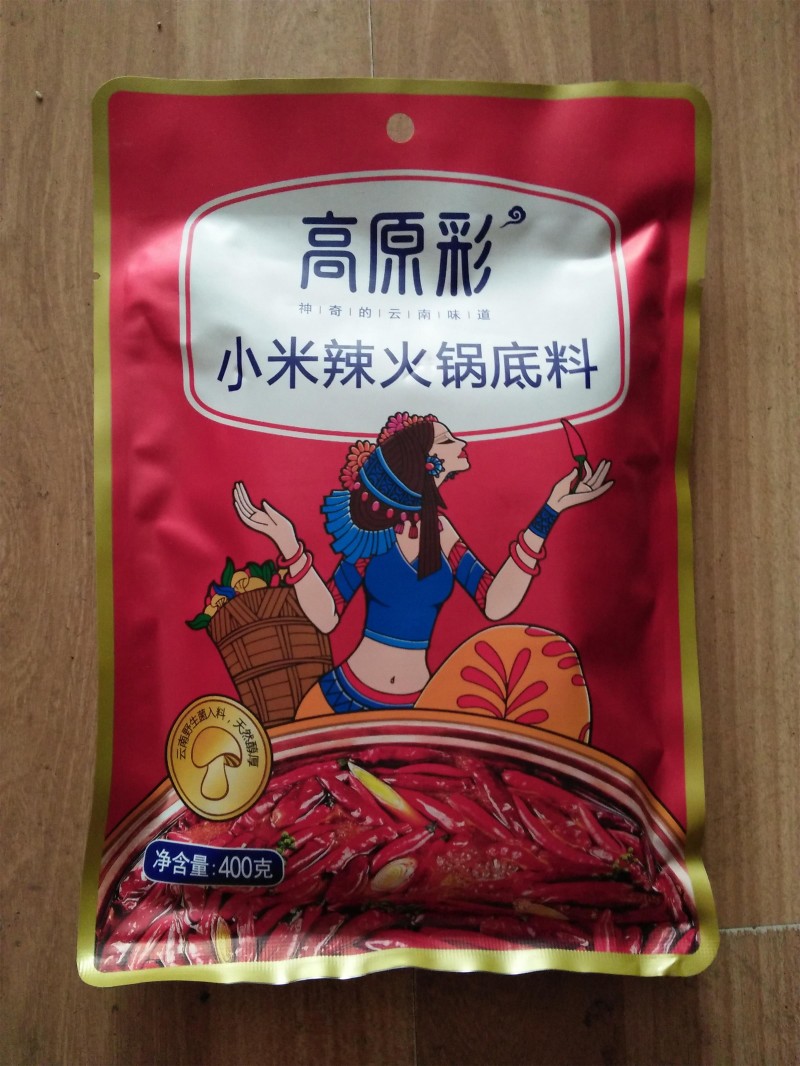 高原彩
神|奇|的|云|南|味|道
小米辣火锅底料
云南野生菌入料，天然醇厚
净含量:400克